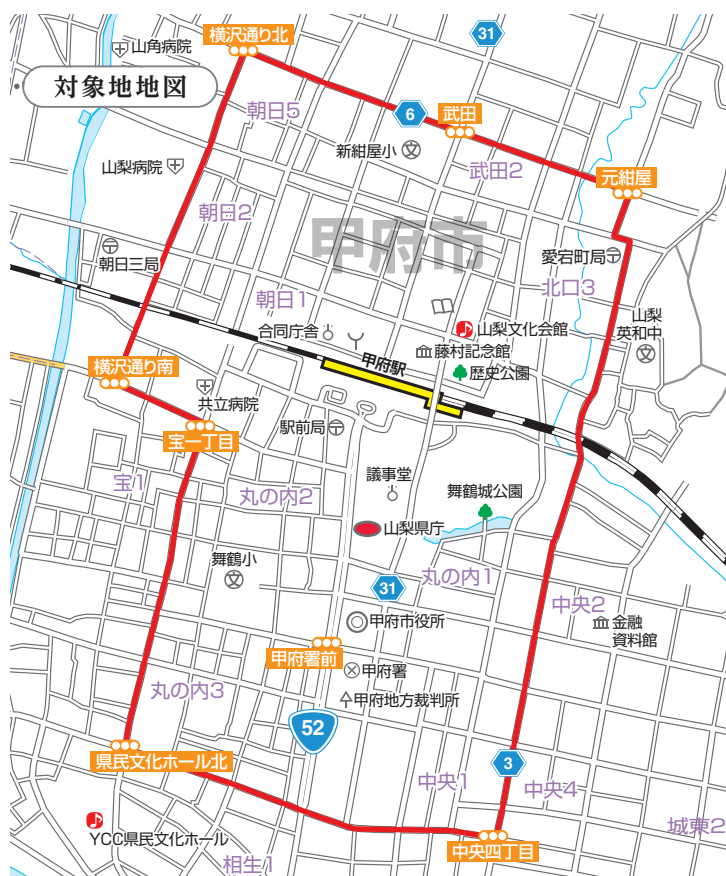 横沢通り北
31
山角病院
対象地地図
朝日5
6
武田
新紺屋小
文
武田2
山梨病院
元紺屋
朝日2
甲府市
朝日三局
愛宕町局
北口3
朝日1
合同庁舎
山梨文化会館
山梨
英和中
文
藤村記念館
甲府駅
歴史公園
横沢通り南
共立病院
駅前局
宝一丁目
議事堂
宝1
丸の内2
舞鶴城公園
山梨県庁
舞鶴小
文
丸の内1
31
中央2
金融
資料館
甲府市役所
甲府署前
甲府署
丸の内3
甲府地方裁判所
52
県民文化ホール北
3
中央1
中央4
YCC県民文化ホール
中央四丁目
城東2
相生1